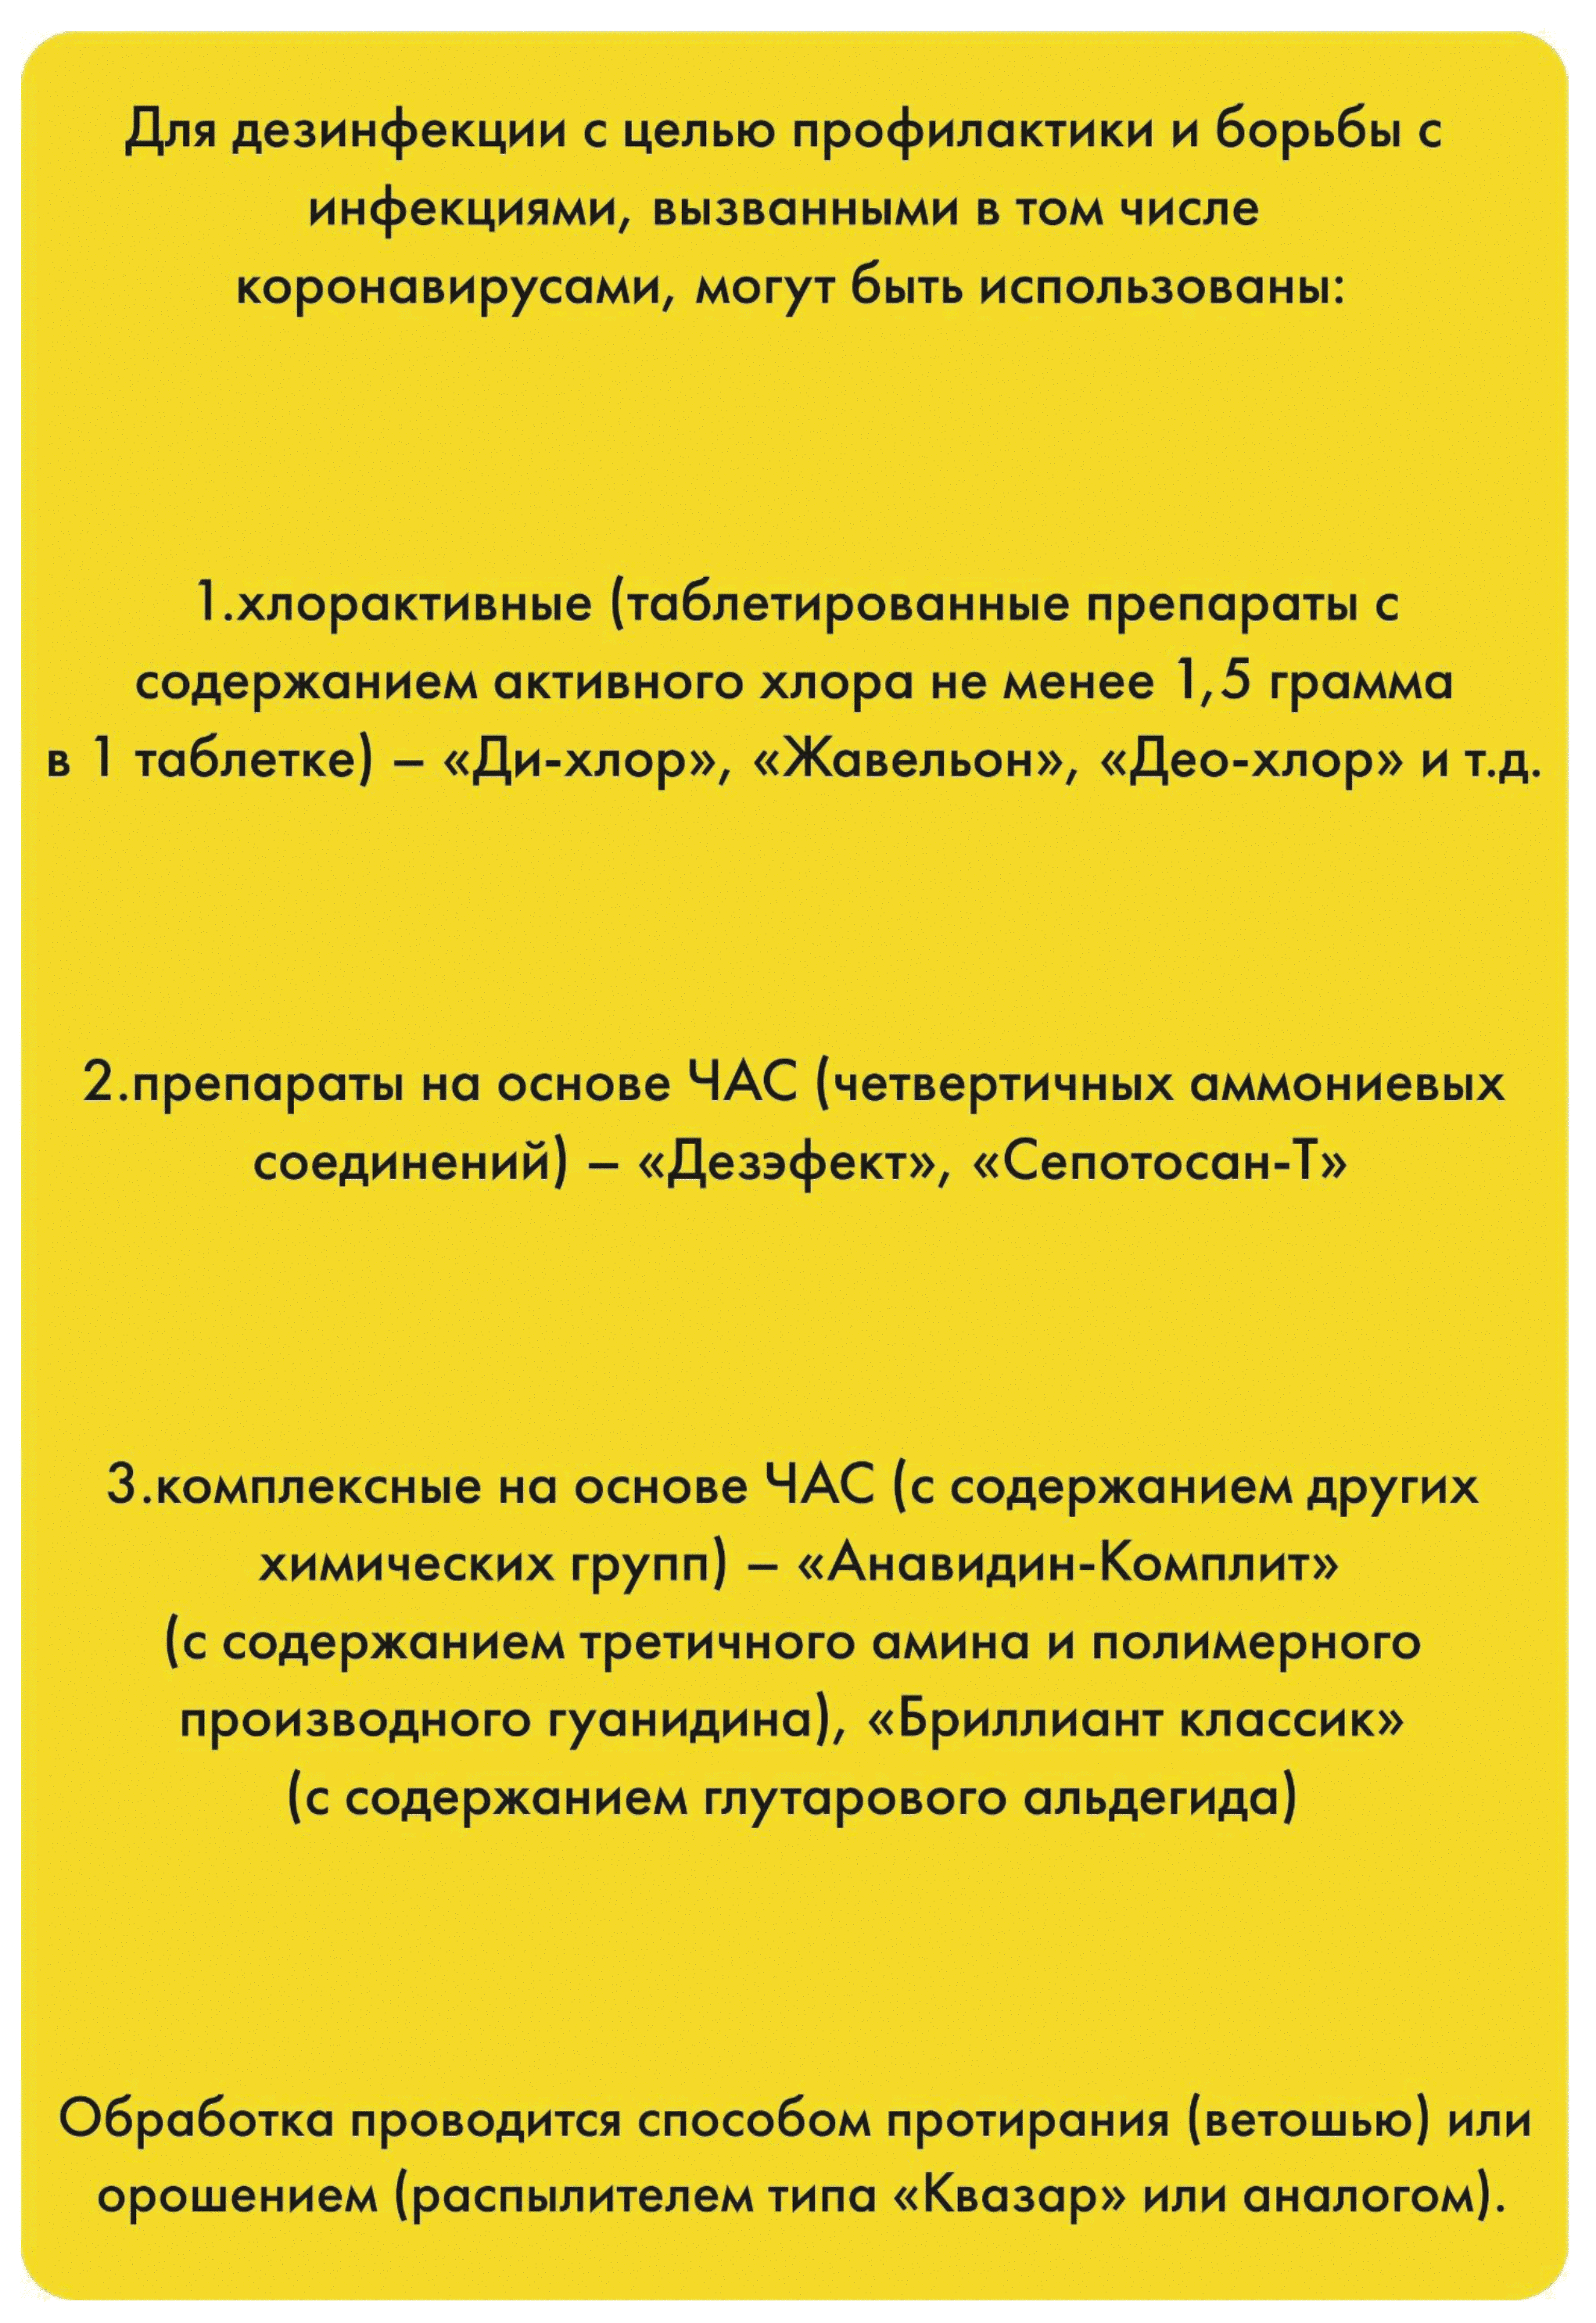 Для дезинфекции с целью профилактики и борьбы с
инфекциями, вызванными в том числе
коронавирусами, могут быть использованы:
1.хлорактивные (таблетированные препараты с
содержанием активного хлора не менее 1,5 грамма
в 1 таблетке) – «Ди-хлор», «Жавельон», «Део-хлор» и т.д.
2.препараты на основе ЧАС (четвертичных аммониевых
соединений) – «Дезэфект», «Сепотосан-Т»
3.комплексные на основе ЧАС (с содержанием других
химических групп) – «Анавидин-Комплит»
(с содержанием третичного амина и полимерного
производного гуанидина), «Бриллиант классик»
(с содержанием глутарового альдегида)
Обработка проводится способом протирания (ветошью) или
орошением (распылителем типа «Квазар» или аналогом).